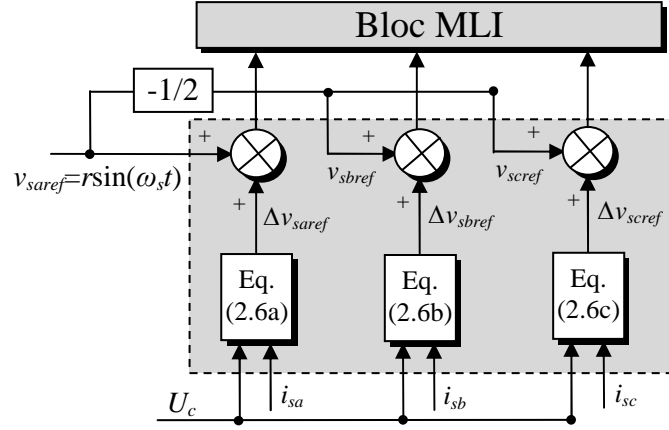 Bloc MLI
-1/2
+ + +
v_saref=rsin(ω_s t)
v_sbref
v_scref
+ + +
Δv_saref
Δv_sbref
Δv_scref
Eq.
(2.6a)
Eq.
(2.6b)
Eq.
(2.6c)
U_c
i_sa
i_sb
i_sc